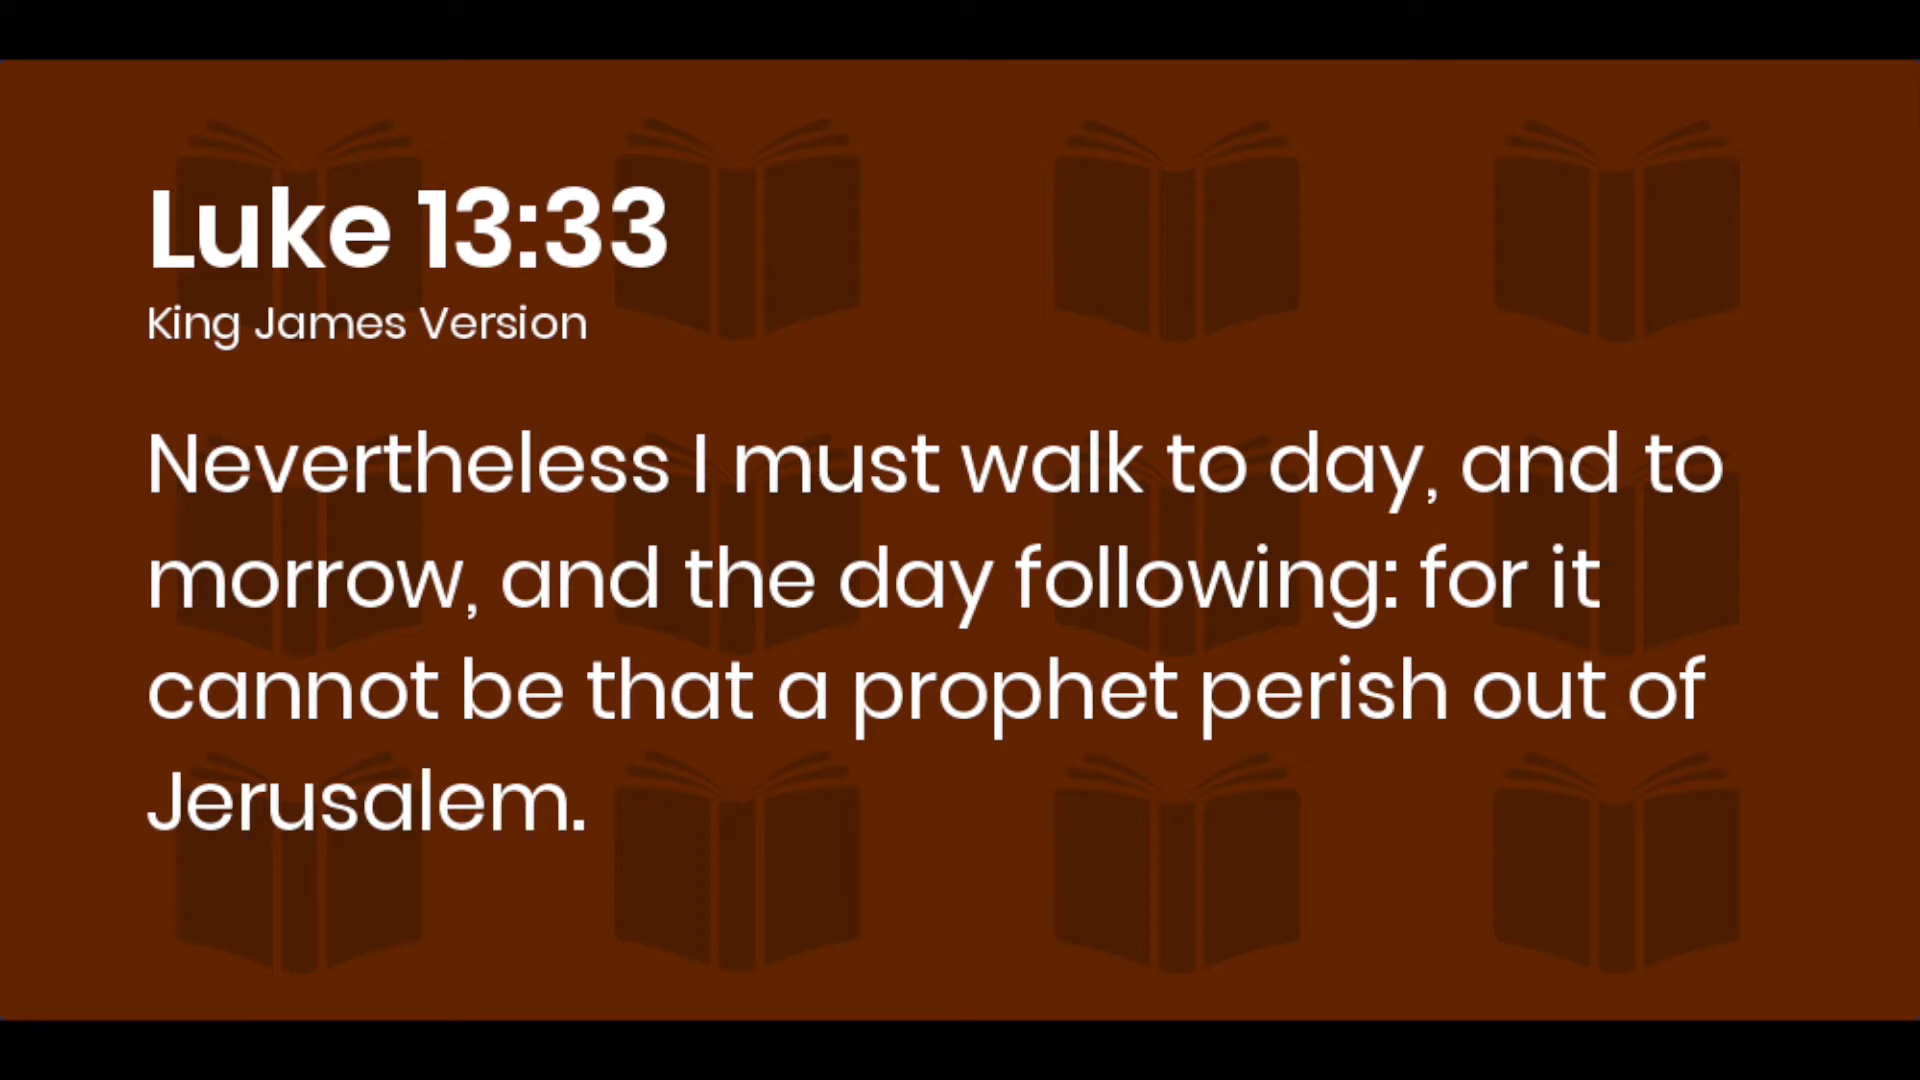 Luke 13:33
King James Version
Nevertheless I must walk to day, and to
morrow, and the day following: for it
cannot be that a prophet perish out of
Jerusalem.